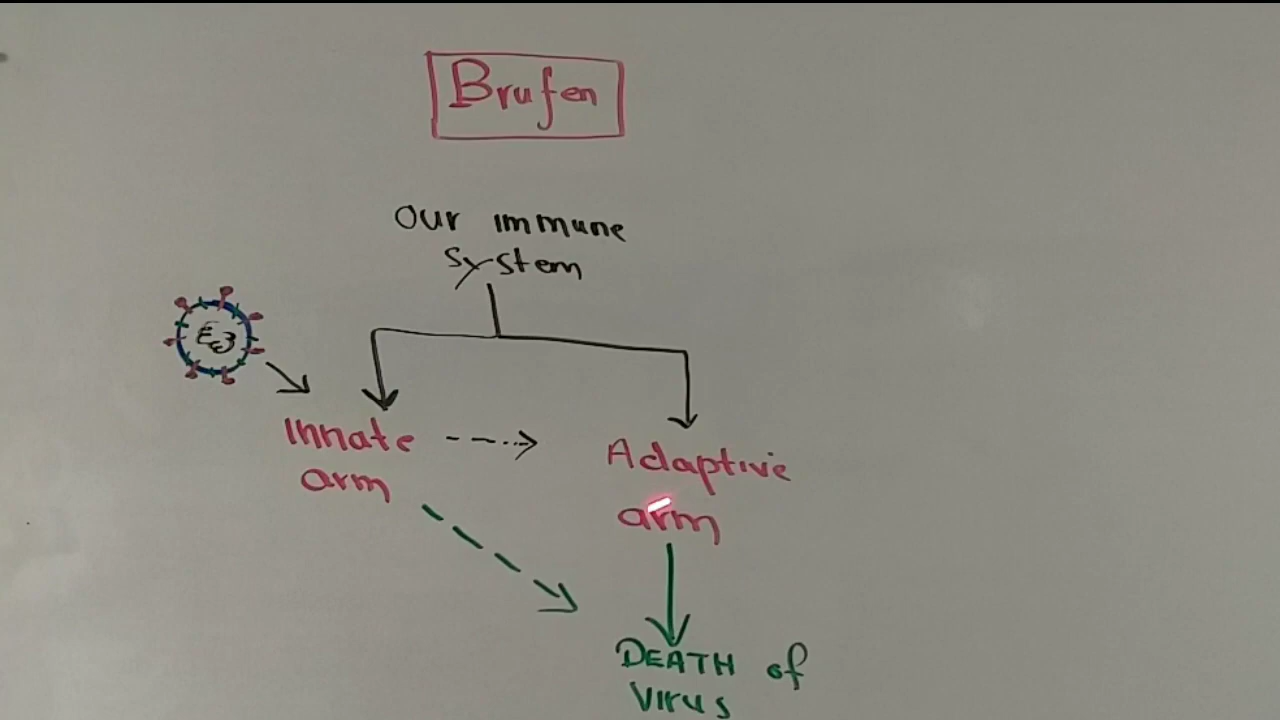 Brufen
Our immune
system
Innate
arm
Adaptive
arm
DEATH of
Virus